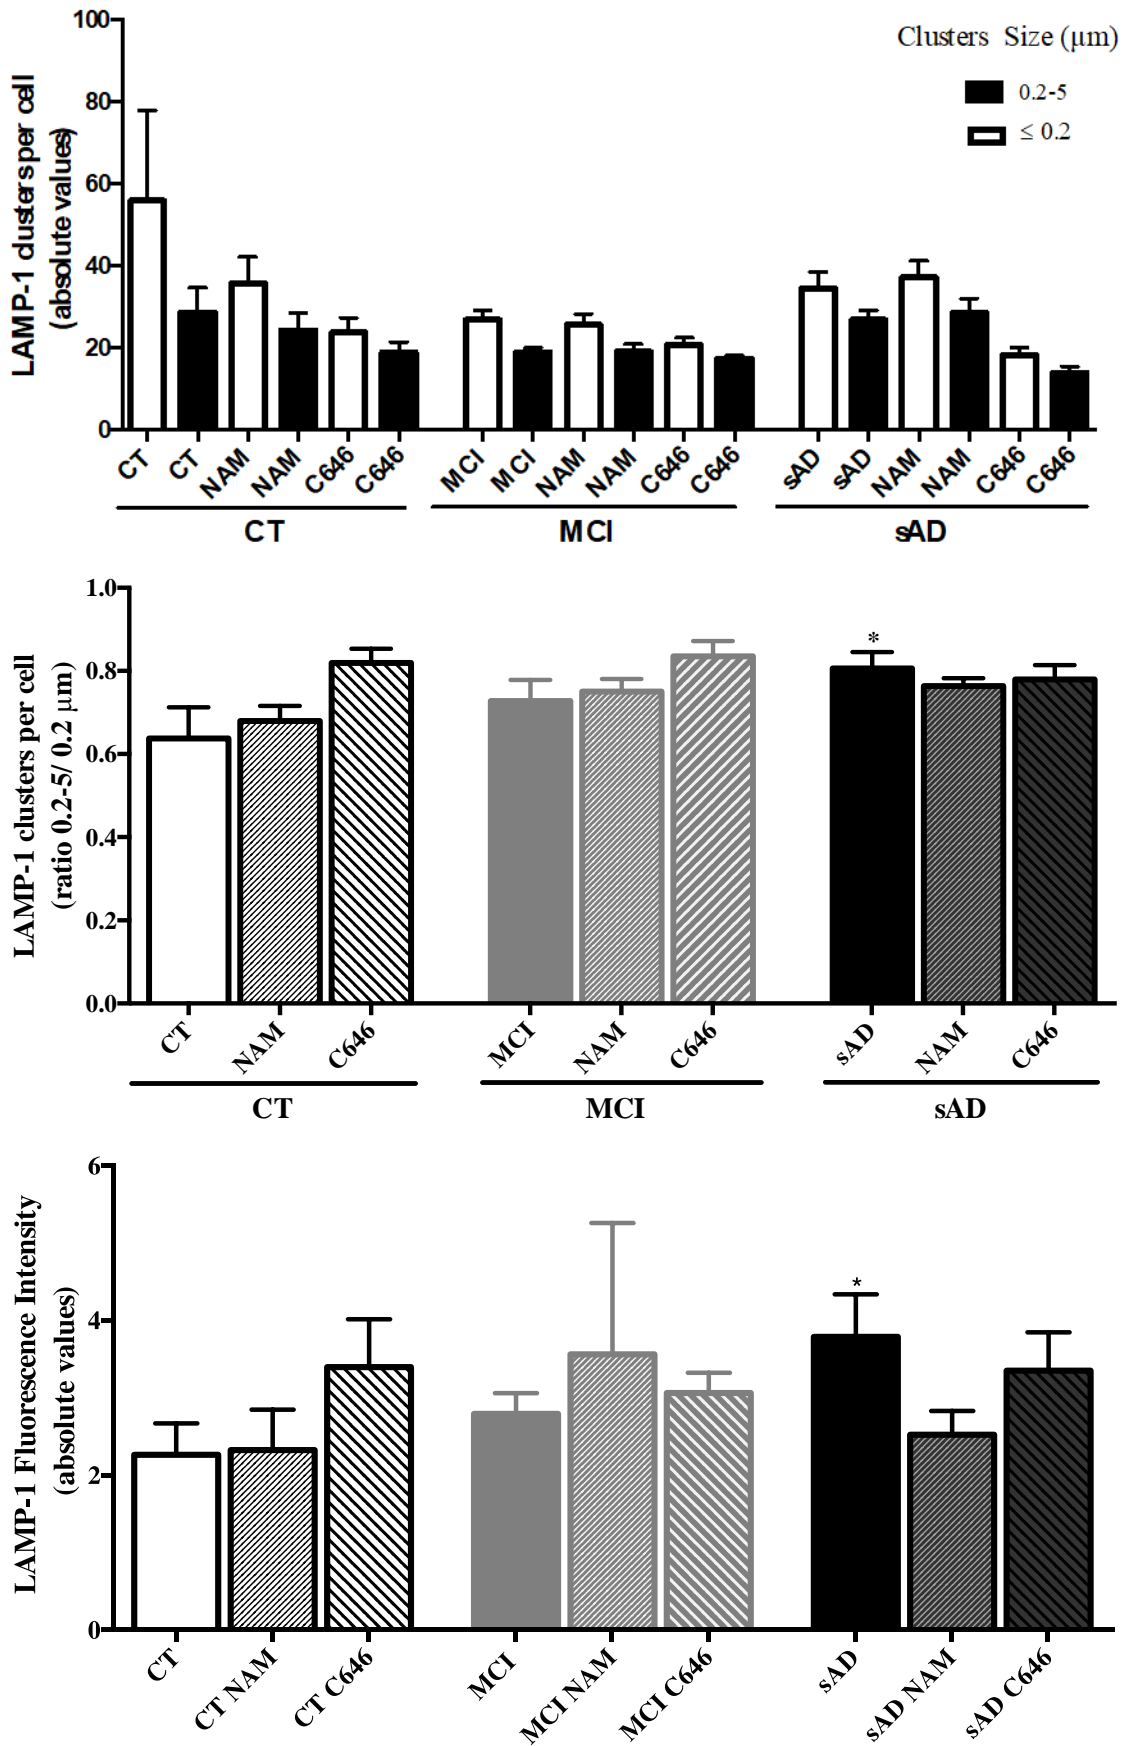 LAMP-1 clusters per cell
(absolute values)
100
80
60
40
20
0
Clusters Size (μm)
0.2-5
≤ 0.2
CT
CT
NAM
NAM
C646
C646
MCI
MCI
NAM
NAM
C646
C646
sAD
sAD
NAM
NAM
C646
C646
CT
MCI
sAD
LAMP-1 clusters per cell
(ratio 0.2-5/ 0.2 μm)
1.0
0.8
0.6
0.4
0.2
0.0
*
CT
NAM
C646
MCI
NAM
C646
sAD
NAM
C646
CT
MCI
sAD
LAMP-1 Fluorescence Intensity
(absolute values)
6
4
2
0
*
CT
CT NAM
CT C646
MCI
MCI NAM
MCI C646
sAD
sAD NAM
sAD C646